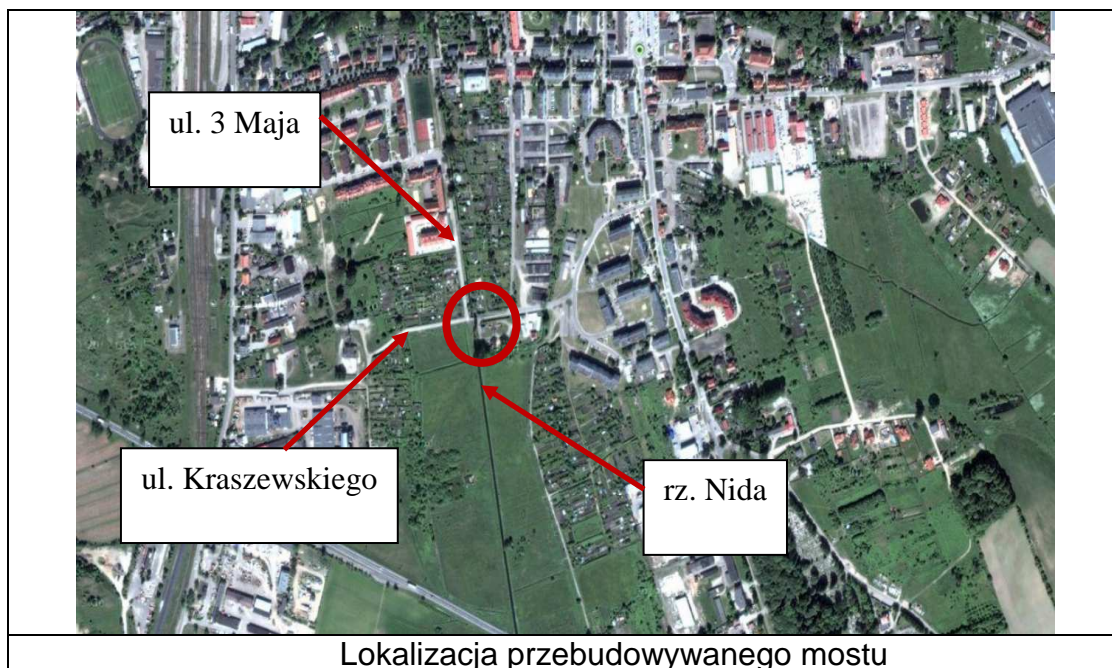 ul. 3 Maja
ul. Kraszewskiego
rz. Nida
Lokalizacja przebudowywanego mostu